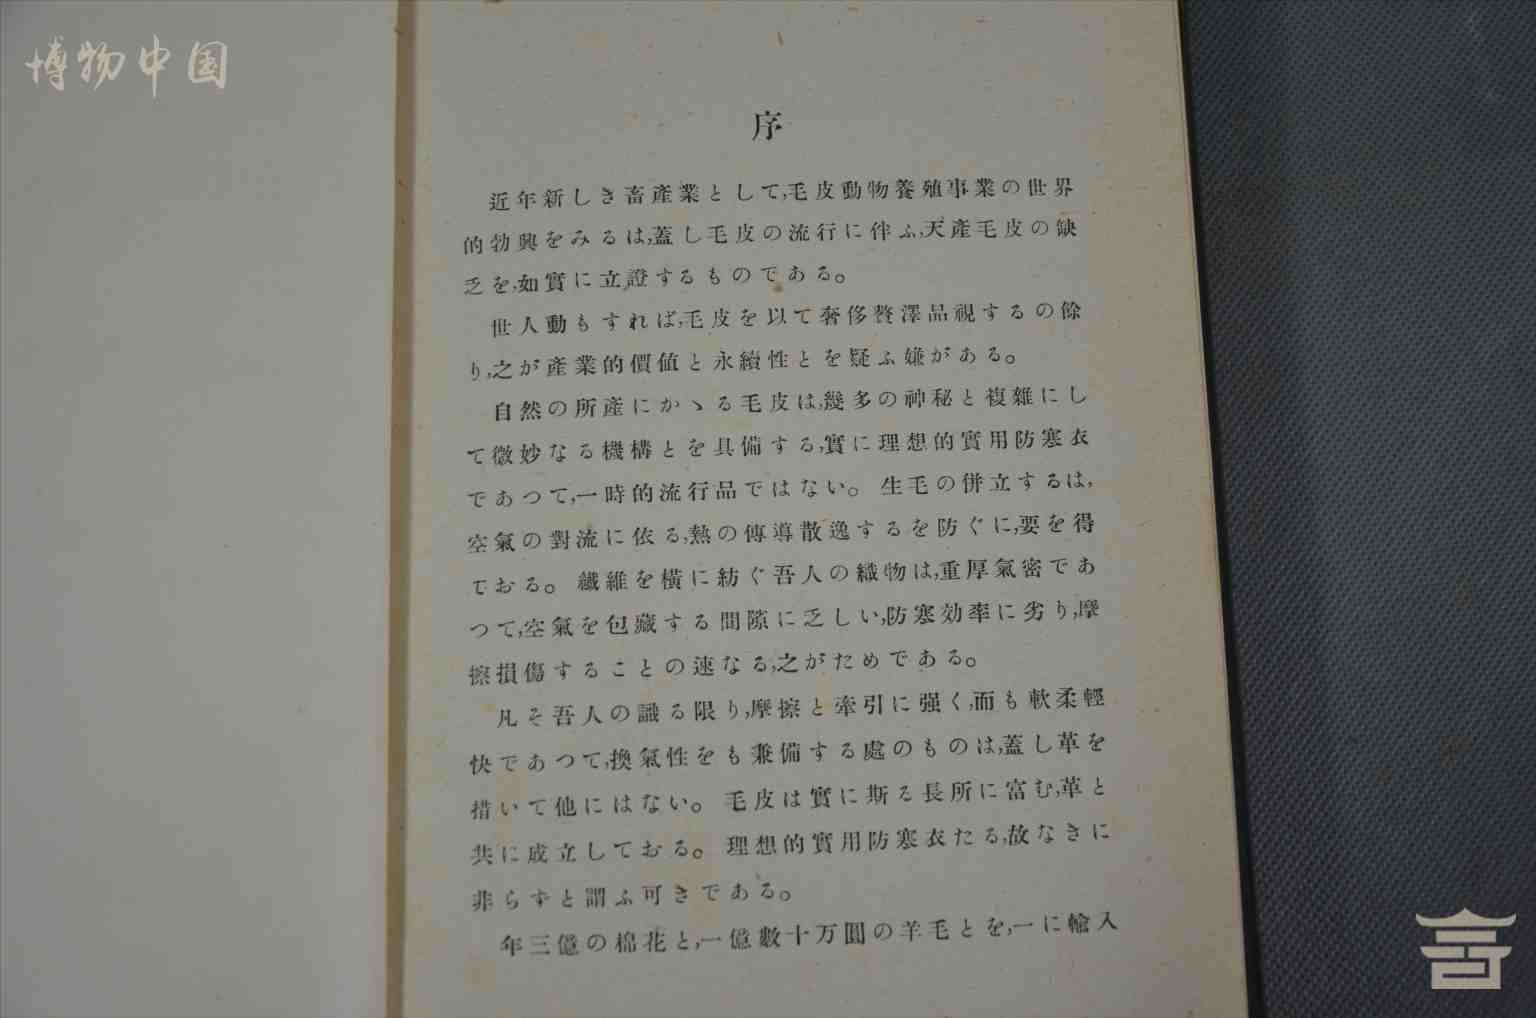 博物中国
序
近年新しき畜產業として,毛皮動物養殖事業の世界
的勃興をみるは,蓋し毛皮の流行に伴ふ,天產毛皮の缺
乏を,如實に立證するものである。
世人動もすれば,毛皮を以て奢侈贅澤品視するの餘
り,之が產業的價値と永續性とを疑ふ嫌がある。
自然の所產にかゝる毛皮は,幾多の神秘と複雜にし
て微妙なる機構とを具備する,實に理想的實用防寒衣
であつて,一時的流行品ではない。 生毛の併立するは,
空氣の對流に依る,熱の傳導散逸するを防ぐに,要を得
ておる。 纎維を橫に紡ぐ吾人の織物は,重厚氣密であ
つて,空氣を包藏する間隙に乏しい,防寒効率に劣り,摩
擦損傷することの速なる,之がためである。
凡そ吾人の識る限り,摩擦と牽引に强く,而も軟柔輕
快であつて,換氣性をも兼備する處のものは,蓋し革を
措いて他にはない。 毛皮は實に斯る長所に富む,革と
共に成立しておる。 理想的實用防寒衣たる,故なきに
非らずと謂ふ可きである。
年三億の棉花と,一億數十万圓の羊毛とを,一に輸入